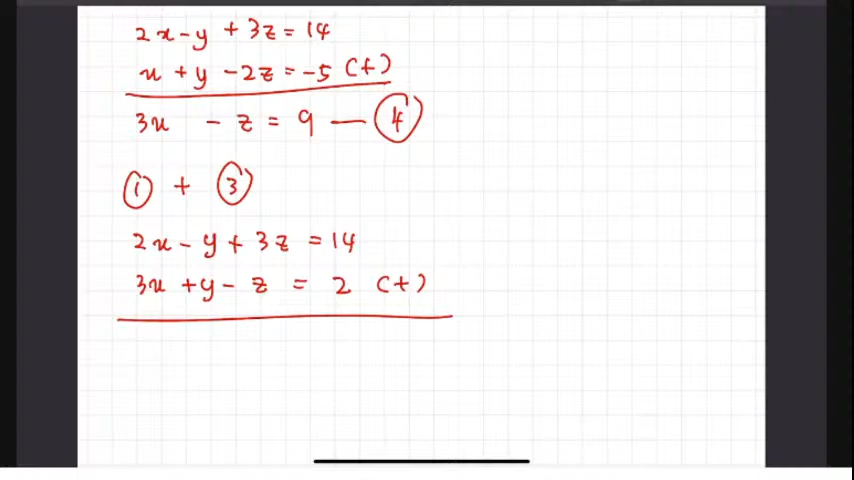 2x - y + 3z = 14
x + y - 2z = -5 (+)
3x - z = 9 — ④
① + ③
2x - y + 3z = 14
3x + y - z = 2 (+)